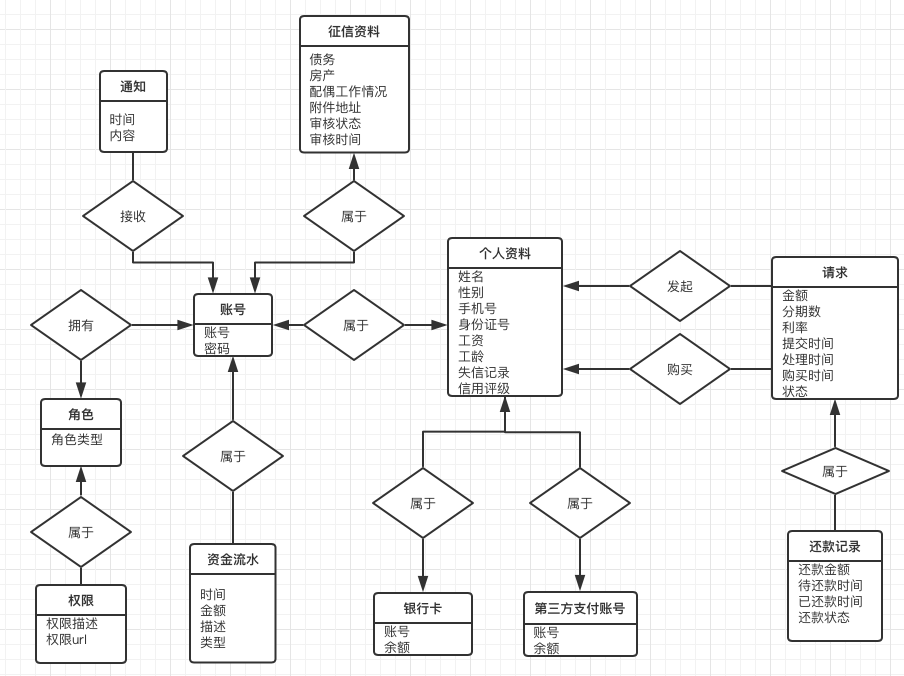 征信资料
债务
房产
配偶工作情况
附件地址
审核状态
审核时间
通知
时间
内容
接收
属于
个人资料
姓名
性别
手机号
身份证号
工资
工龄
失信记录
信用评级
发起
购买
请求
金额
分期数
利率
提交时间
处理时间
购买时间
状态
拥有
账号
账号
密码
属于
角色
角色类型
属于
属于
属于
属于
属于
权限
权限描述
权限url
资金流水
时间
金额
描述
类型
银行卡
账号
余额
第三方支付账号
账号
余额
还款记录
还款金额
待还款时间
已还款时间
还款状态